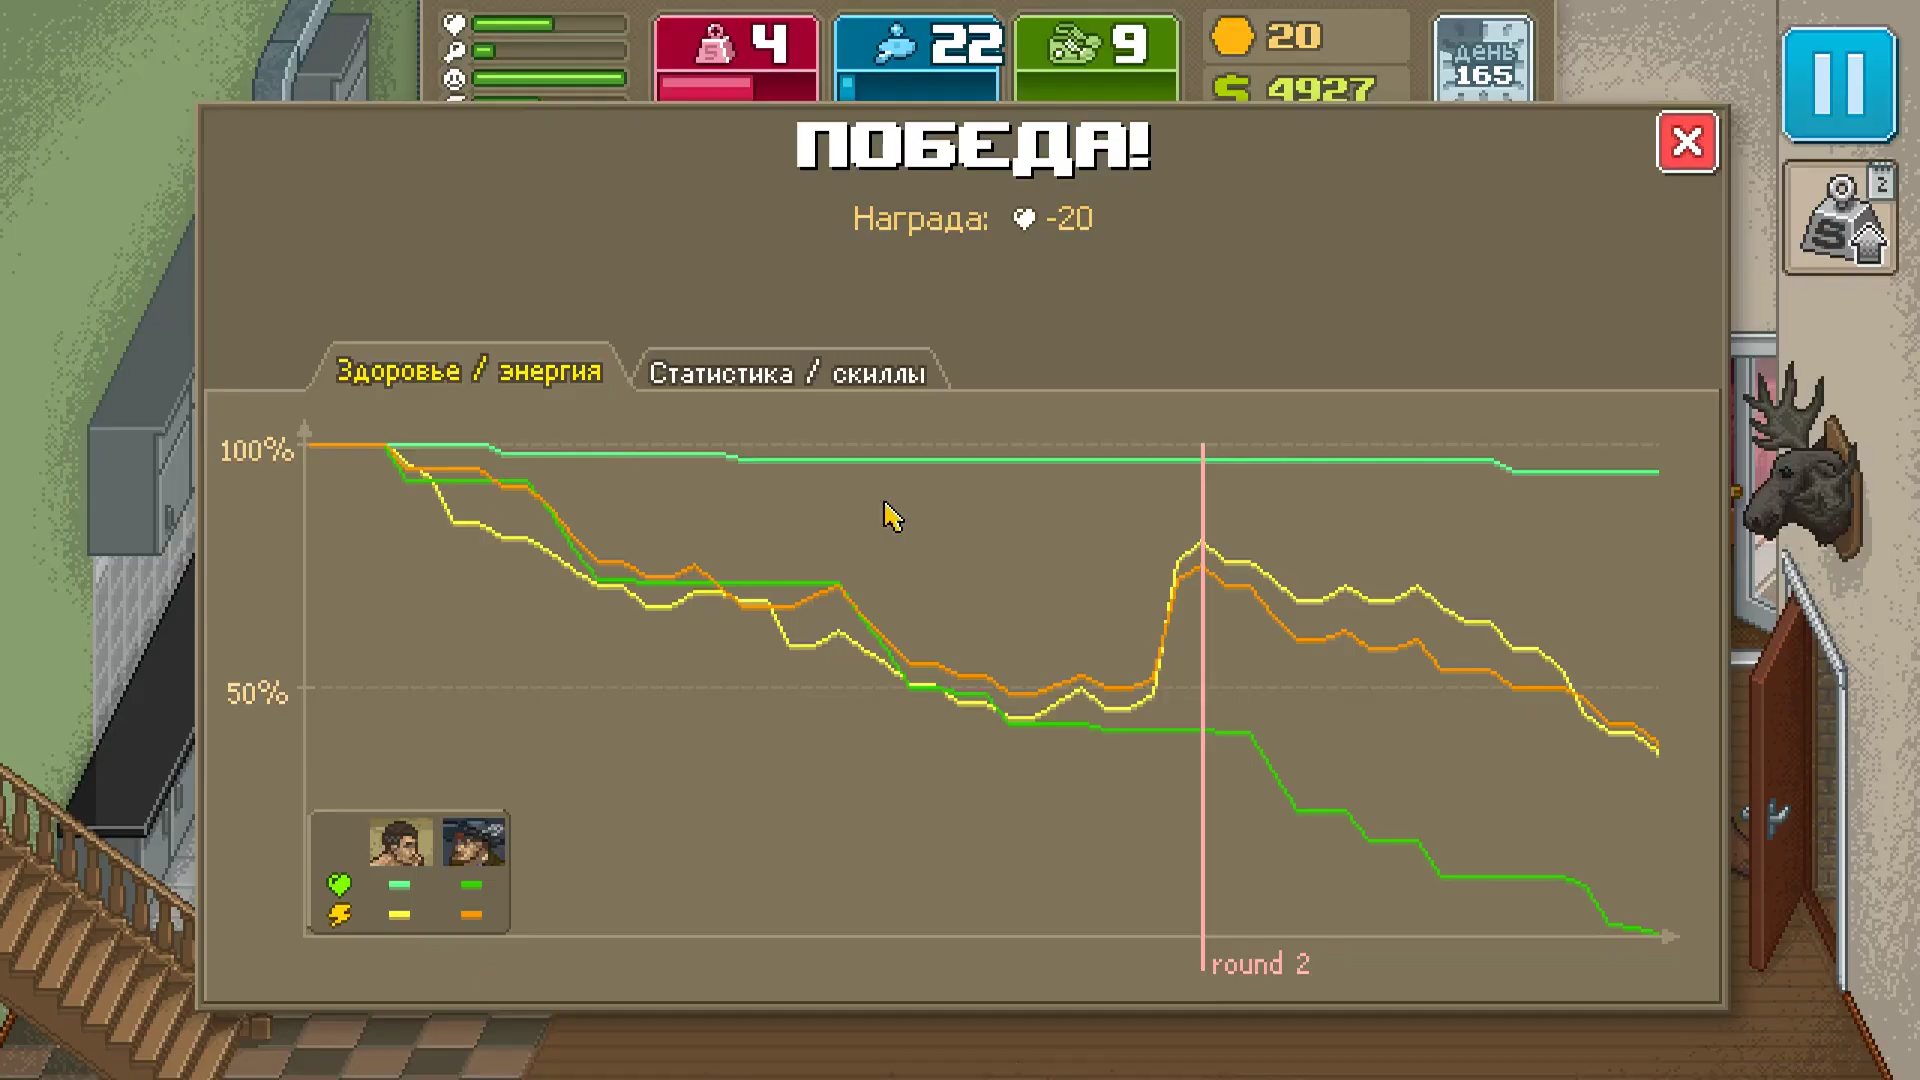 4
22
9
20
$ 4927
день
165
2
ПОБЕДА!
Награда: -20
Здоровье / энергия
Статистика / скиллы
100%
50%
round 2
S